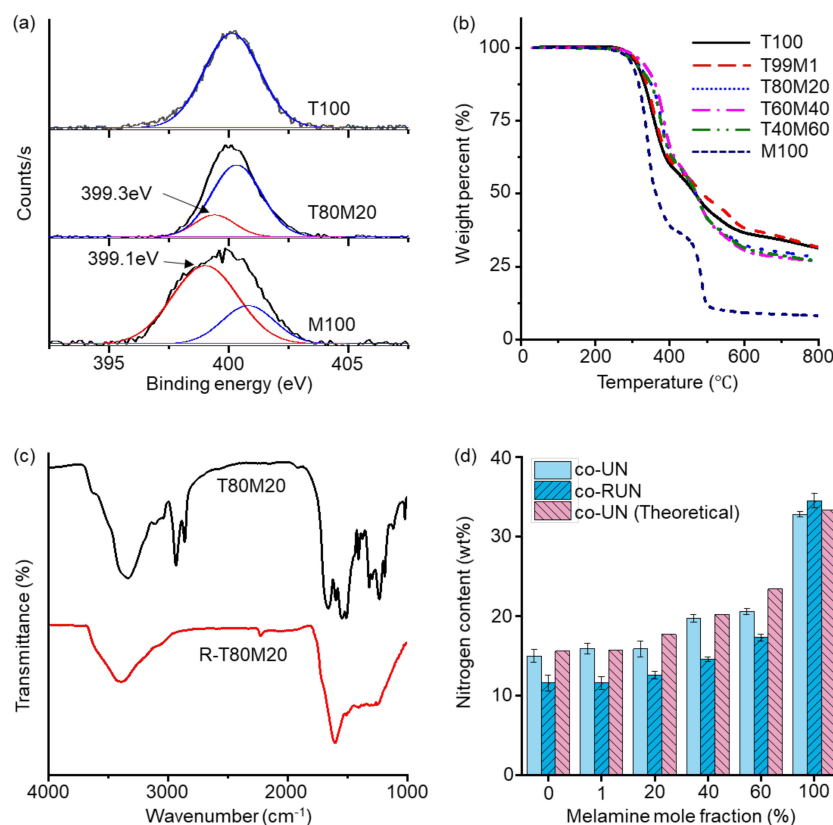 (a)
T100
399.3eV
T80M20
399.1eV
M100
Counts/s
395
400
405
Binding energy (eV)
(b)
T100
T99M1
T80M20
T60M40
T40M60
M100
100
75
50
25
0
Weight percent (%)
0
200
400
600
800
Temperature (℃)
(c)
T80M20
R-T80M20
Transmittance (%)
4000
3000
2000
1000
Wavenumber (cm⁻¹)
(d)
co-UN
co-RUN
co-UN (Theoretical)
40
30
20
10
0
Nitrogen content (wt%)
0
1
20
40
60
100
Melamine mole fraction (%)